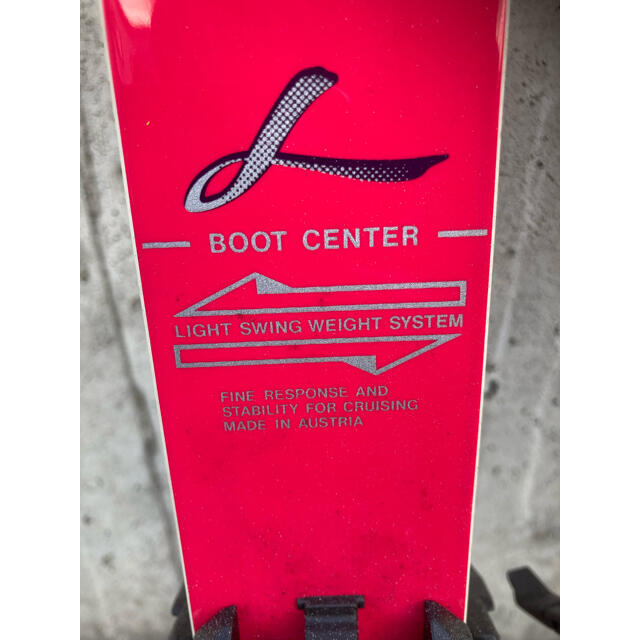 L
BOOT CENTER
LIGHT SWING WEIGHT SYSTEM
FINE RESPONSE AND
STABILITY FOR CRUISING
MADE IN AUSTRIA